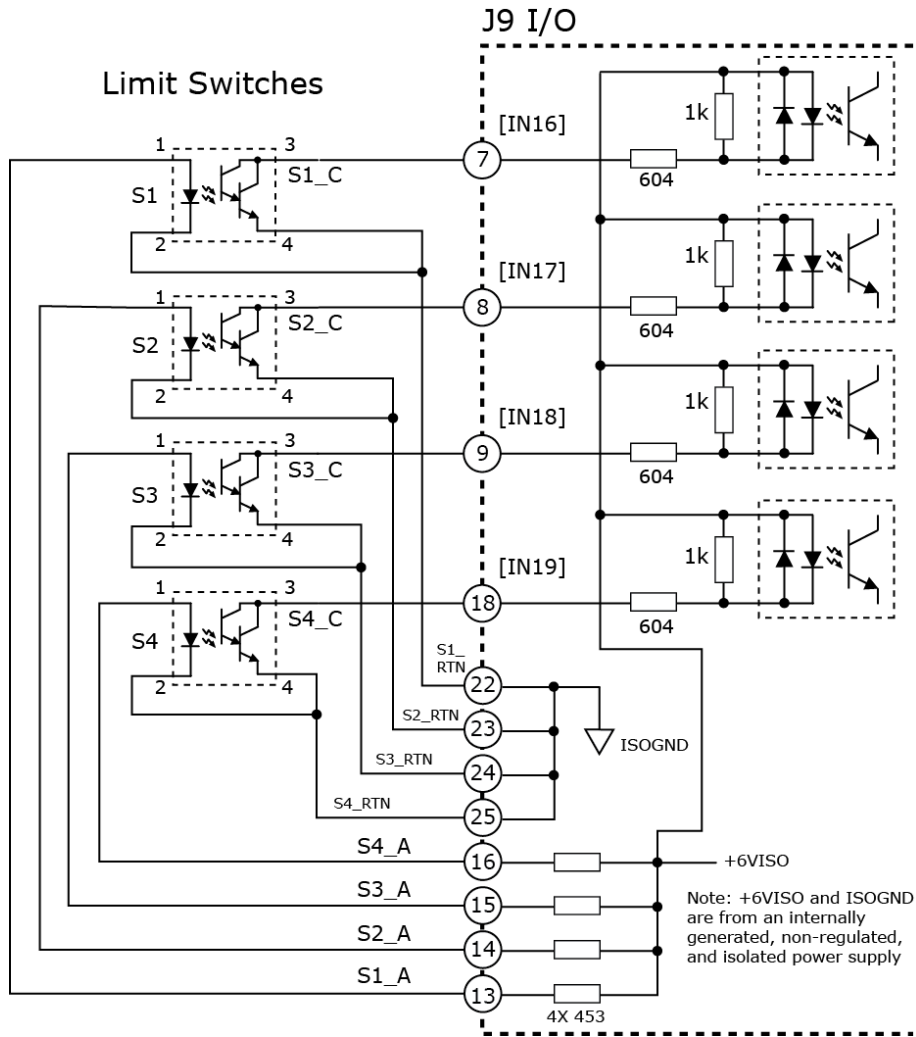 J9 I/O
Limit Switches
1 3
S1 S1_C
2 4
[IN16]
7
604
1k
1 3
S2 S2_C
2 4
[IN17]
8
604
1k
1 3
S3 S3_C
2 4
[IN18]
9
604
1k
1 3
S4 S4_C
2 4
[IN19]
18
604
1k
S1_
RTN
22
S2_RTN
23
S3_RTN
24
S4_RTN
25
ISOGND
S4_A
16
+6VISO
S3_A
15
S2_A
14
S1_A
13
4X 453
Note: +6VISO and ISOGND
are from an internally
generated, non-regulated,
and isolated power supply